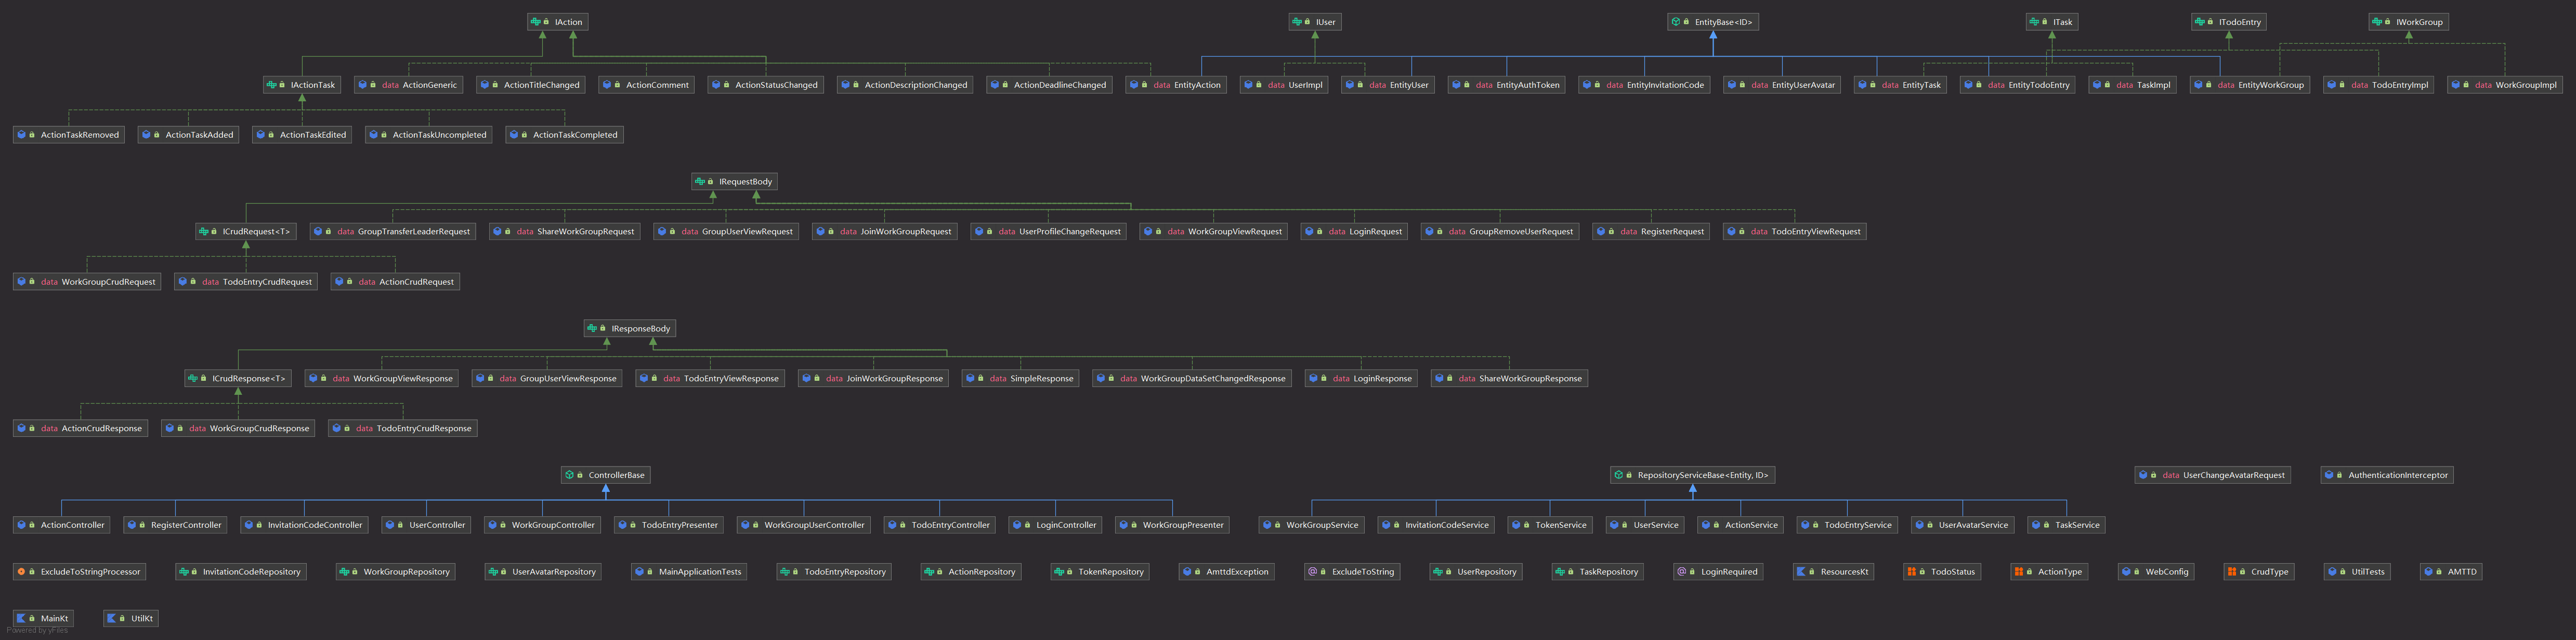 IAction IUser EntityBase<ID> ITask ITodoEntry IWorkGroup
IActionTask data ActionGeneric ActionTitleChanged ActionComment ActionStatusChanged ActionDescriptionChanged ActionDeadlineChanged data EntityAction data UserImpl data EntityUser data EntityAuthToken data EntityInvitationCode data EntityUserAvatar data EntityTask data EntityTodoEntry data TaskImpl data EntityWorkGroup data TodoEntryImpl data WorkGroupImpl
ActionTaskRemoved ActionTaskAdded ActionTaskEdited ActionTaskUncompleted ActionTaskCompleted
IRequestBody
ICrudRequest<T> data GroupTransferLeaderRequest data ShareWorkGroupRequest data GroupUserViewRequest data JoinWorkGroupRequest data UserProfileChangeRequest data WorkGroupViewRequest data LoginRequest data GroupRemoveUserRequest data RegisterRequest data TodoEntryViewRequest
data WorkGroupCrudRequest data TodoEntryCrudRequest data ActionCrudRequest
IResponseBody
ICrudResponse<T> data WorkGroupViewResponse data GroupUserViewResponse data TodoEntryViewResponse data JoinWorkGroupResponse data SimpleResponse data WorkGroupDataSetChangedResponse data LoginResponse data ShareWorkGroupResponse
data ActionCrudResponse data WorkGroupCrudResponse data TodoEntryCrudResponse
ControllerBase RepositoryServiceBase<Entity, ID> data UserChangeAvatarRequest AuthenticationInterceptor
ActionController RegisterController InvitationCodeController UserController WorkGroupController TodoEntryPresenter WorkGroupUserController TodoEntryController LoginController WorkGroupPresenter WorkGroupService InvitationCodeService TokenService UserService ActionService TodoEntryService UserAvatarService TaskService
ExcludeToStringProcessor InvitationCodeRepository WorkGroupRepository UserAvatarRepository MainApplicationTests TodoEntryRepository ActionRepository TokenRepository AmttdException ExcludeToString UserRepository TaskRepository LoginRequired ResourcesKt TodoStatus ActionType WebConfig CrudType UtilTests AMTTD
MainKt UtilKt
Powered by yFiles